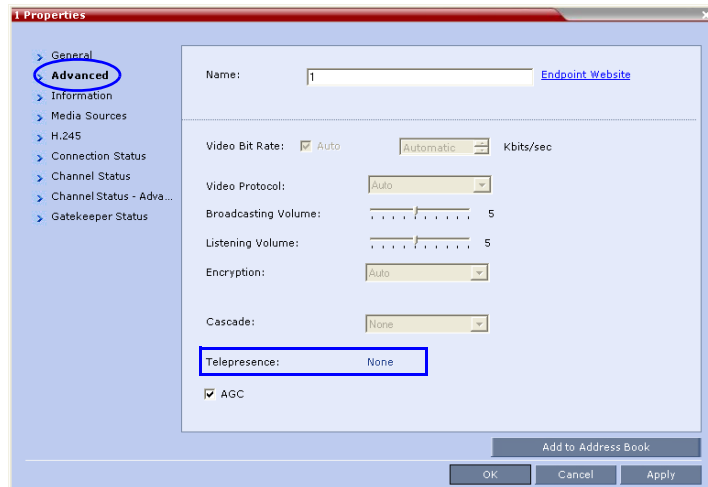 1 Properties
General
Advanced
Information
Media Sources
H.245
Connection Status
Channel Status
Channel Status - Adva...
Gatekeeper Status
Name: 1 Endpoint Website
Video Bit Rate: Auto Automatic Kbits/sec
Video Protocol: Auto
Broadcasting Volume: 5
Listening Volume: 5
Encryption: Auto
Cascade: None
Telepresence: None
AGC
Add to Address Book
OK Cancel Apply